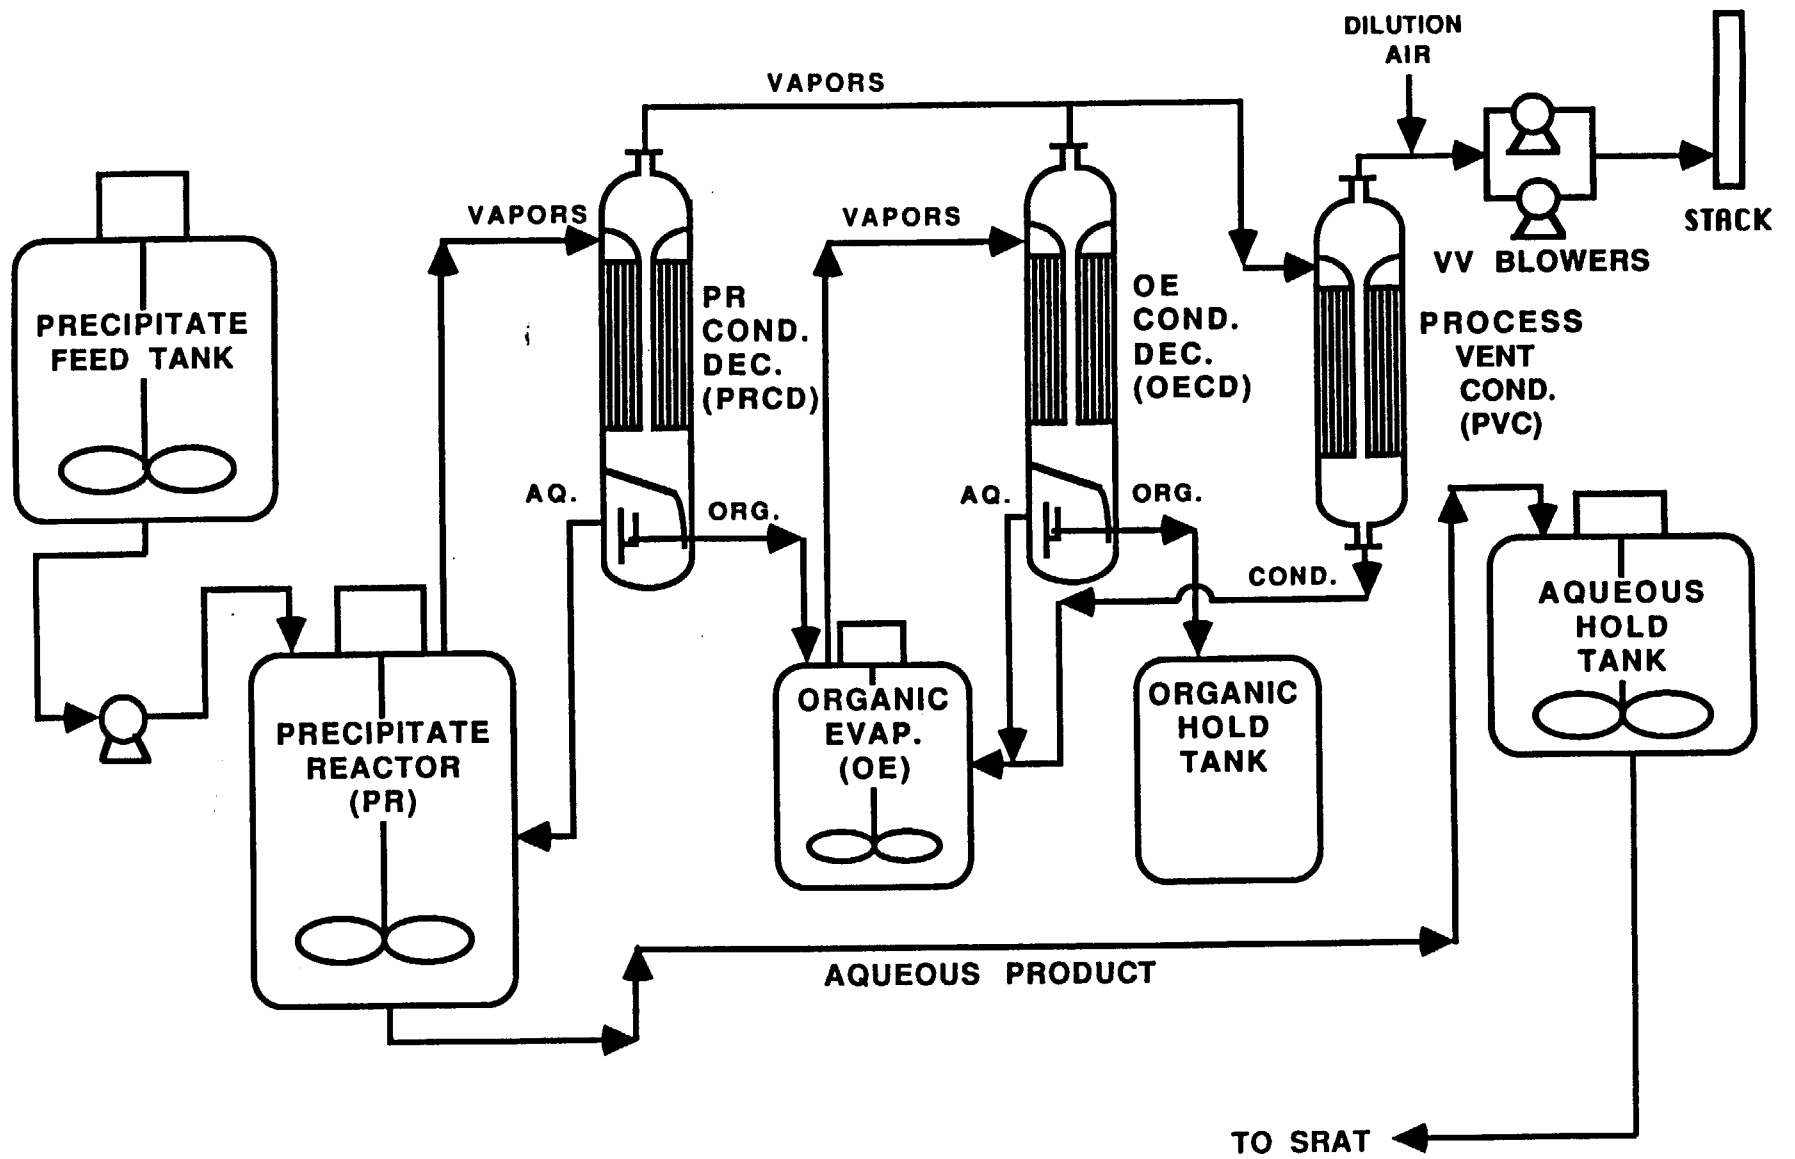 DILUTION
AIR
VAPORS
STACK
VV BLOWERS
VAPORS
VAPORS
PRECIPITATE
FEED TANK
PR
COND.
DEC.
(PRCD)
OE
COND.
DEC.
(OECD)
PROCESS
VENT
COND.
(PVC)
AQ.
ORG.
AQ.
ORG.
COND.
AQUEOUS
HOLD
TANK
PRECIPITATE
REACTOR
(PR)
ORGANIC
EVAP.
(OE)
ORGANIC
HOLD
TANK
AQUEOUS PRODUCT
TO SRAT